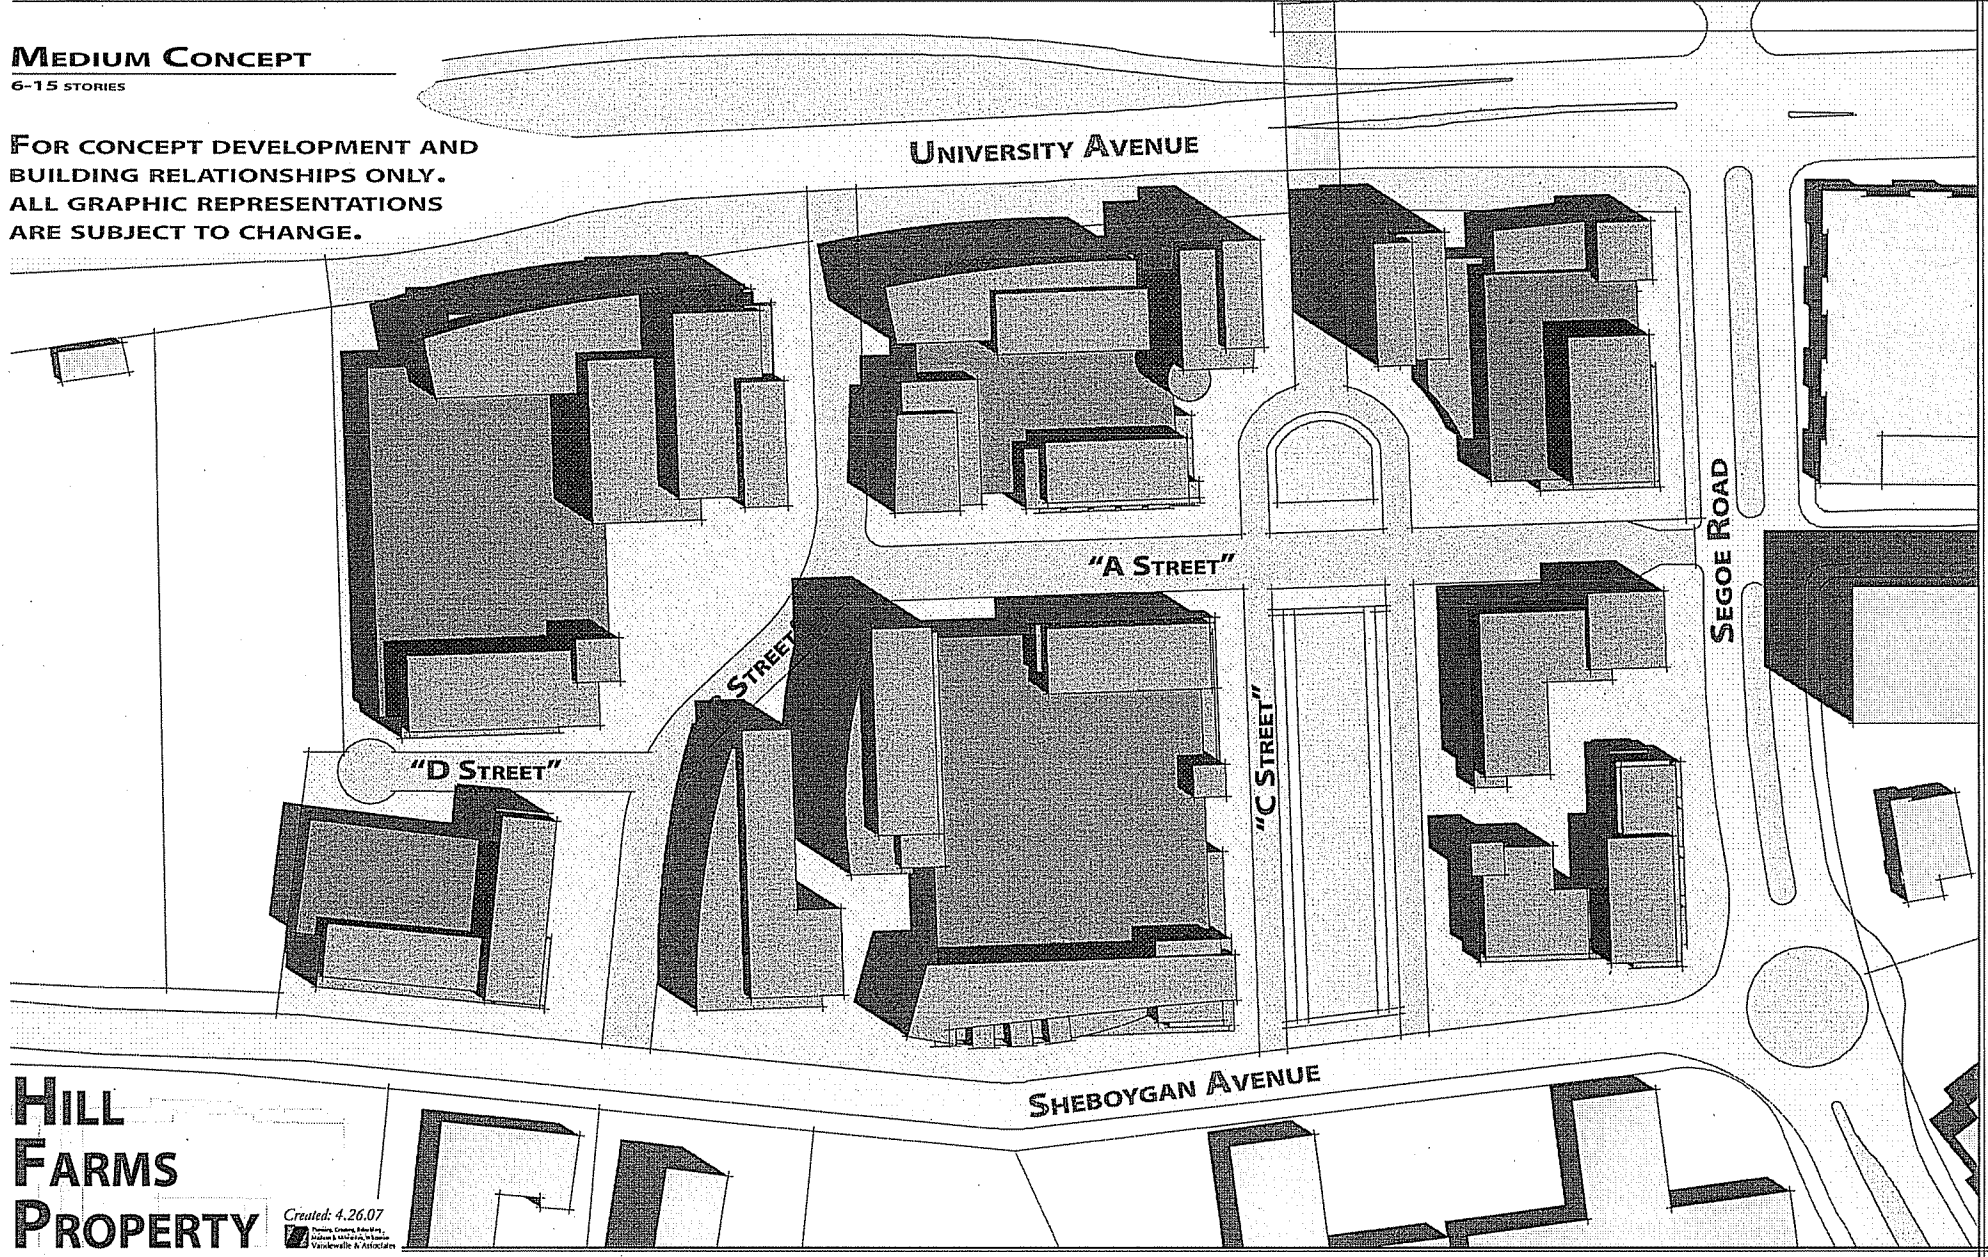 MEDIUM CONCEPT
6-15 STORIES
FOR CONCEPT DEVELOPMENT AND
BUILDING RELATIONSHIPS ONLY.
ALL GRAPHIC REPRESENTATIONS
ARE SUBJECT TO CHANGE.
UNIVERSITY AVENUE
"A STREET"
SEGOE ROAD
STREET
"C STREET"
"D STREET"
SHEBOYGAN AVENUE
HILL
FARMS
PROPERTY
Created: 4.26.07
Vandewalle & Associates